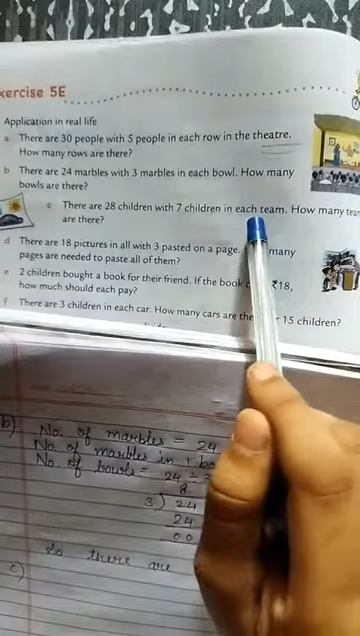 xercise 5E
Application in real life
a There are 30 people with 5 people in each row in the theatre.
How many rows are there?
b There are 24 marbles with 3 marbles in each bowl. How many
bowls are there?
c There are 28 children with 7 children in each team. How many
are there?
d There are 18 pictures in all with 3 pasted on a page. many
pages are needed to paste all of them?
e 2 children bought a book for their friend. If the book ₹18,
how much should each pay?
f There are 3 children in each car. How many cars are 15 children?
b) No. of marbles = 24
No. of marbles in 1
No. of bowls = 24 ÷
8
3) 24
24
00
So there are
c)